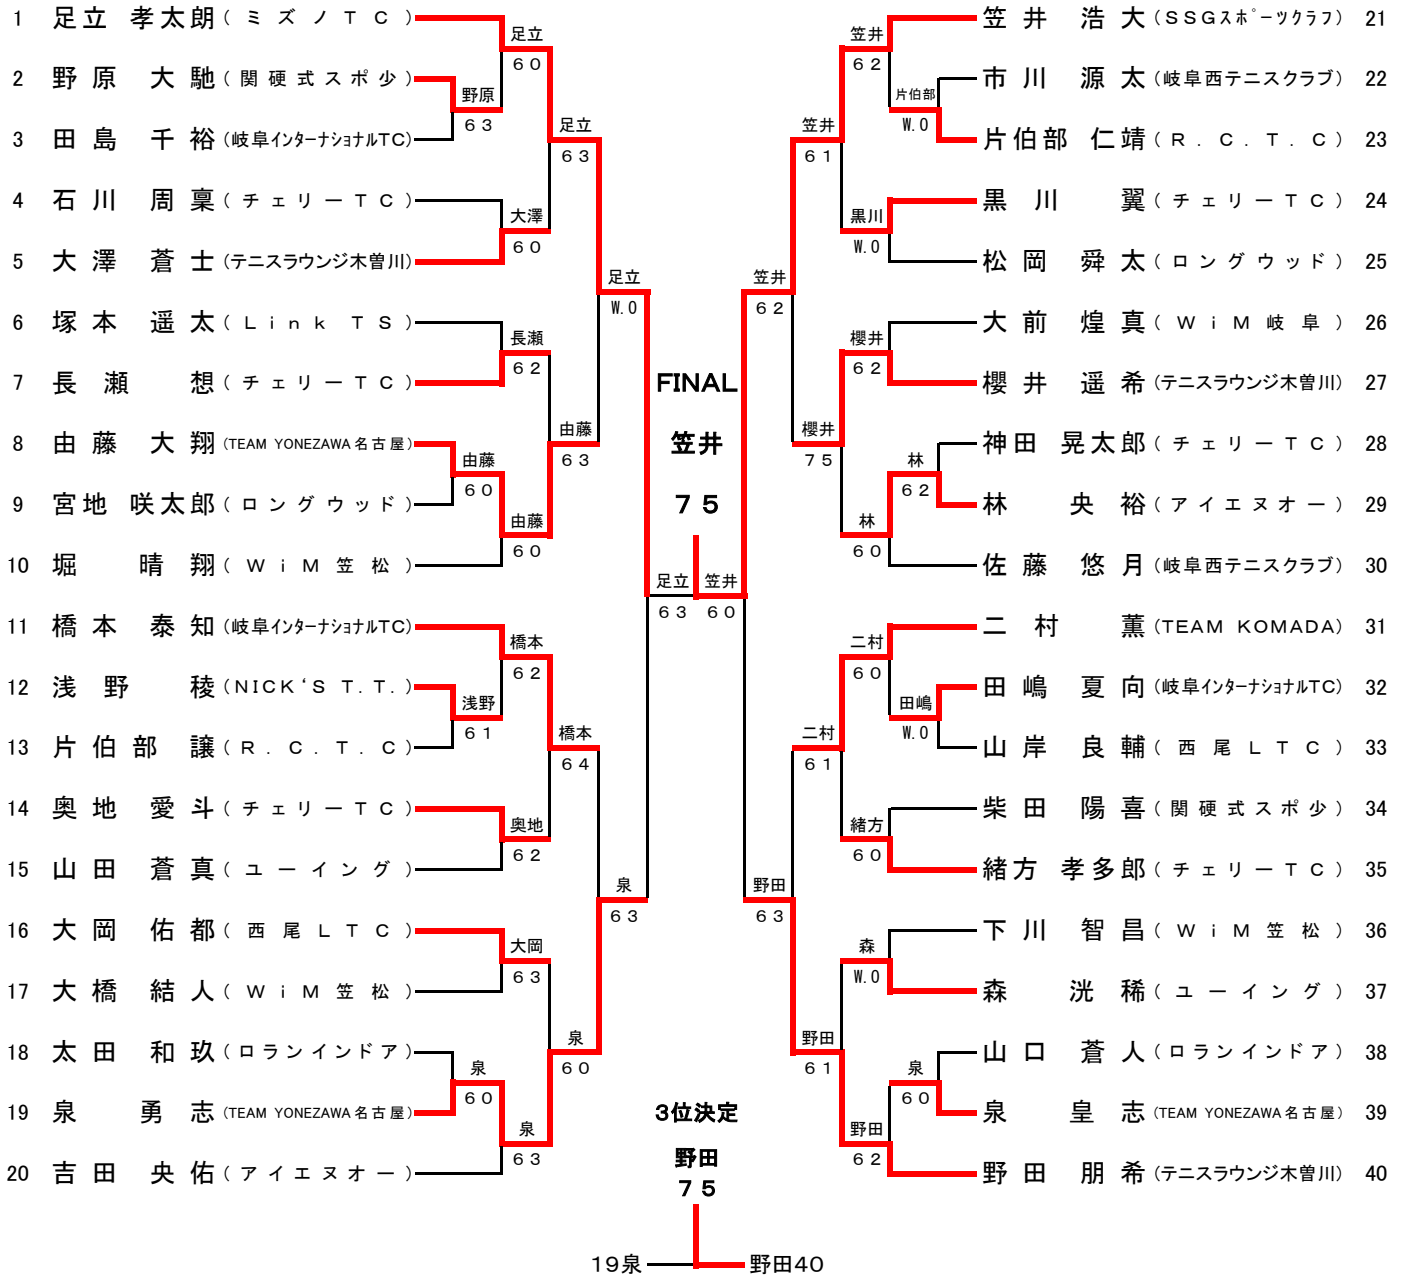 1 足立 孝太朗 (ミズノTC)
2 野原 大馳 (関硬式スポ少)
3 田島 千裕 (岐阜インターナショナルTC)
4 石川 周稟 (チェリーTC)
5 大澤 蒼士 (テニスラウンジ木曽川)
6 塚本 遥太 (Link TS)
7 長瀬 想 (チェリーTC)
8 由藤 大翔 (TEAM YONEZAWA名古屋)
9 宮地 咲太郎 (ロングウッド)
10 堀 晴翔 (WiM笠松)
11 橋本 泰知 (岐阜インターナショナルTC)
12 浅野 稜 (NICK'S T.T.)
13 片伯部 譲 (R.C.T.C)
14 奥地 愛斗 (チェリーTC)
15 山田 蒼真 (ユーイング)
16 大岡 佑都 (西尾LTC)
17 大橋 結人 (WiM笠松)
18 太田 和玖 (ロランインドア)
19 泉 勇志 (TEAM YONEZAWA名古屋)
20 吉田 央佑 (アイエヌオー)
野原
63
由藤
60
浅野
61
泉
60
足立
60
大澤
60
長瀬
62
由藤
60
橋本
62
奥地
62
大岡
63
泉
63
足立
63
由藤
63
橋本
64
泉
60
足立
W.0
泉
63
足立
63
FINAL
笠井
75
笠井
60
笠井
62
野田
63
笠井
61
櫻井
75
二村
61
野田
61
笠井
62
黒川
W.0
櫻井
62
林
60
二村
60
緒方
60
森
W.0
野田
62
片伯部
W.0
林
62
田嶋
W.0
泉
60
笠井 浩大 (SSGスポーツクラブ) 21
市川 源太 (岐阜西テニスクラブ) 22
片伯部 仁靖 (R.C.T.C) 23
黒川 翼 (チェリーTC) 24
松岡 舜太 (ロングウッド) 25
大前 煌真 (WiM岐阜) 26
櫻井 遥希 (テニスラウンジ木曽川) 27
神田 晃太郎 (チェリーTC) 28
林 央裕 (アイエヌオー) 29
佐藤 悠月 (岐阜西テニスクラブ) 30
二村 薫 (TEAM KOMADA) 31
田嶋 夏向 (岐阜インターナショナルTC) 32
山岸 良輔 (西尾LTC) 33
柴田 陽喜 (関硬式スポ少) 34
緒方 孝多郎 (チェリーTC) 35
下川 智昌 (WiM笠松) 36
森 洸稀 (ユーイング) 37
山口 蒼人 (ロランインドア) 38
泉 皇志 (TEAM YONEZAWA名古屋) 39
野田 朋希 (テニスラウンジ木曽川) 40
3位決定
野田
75
19泉 野田40